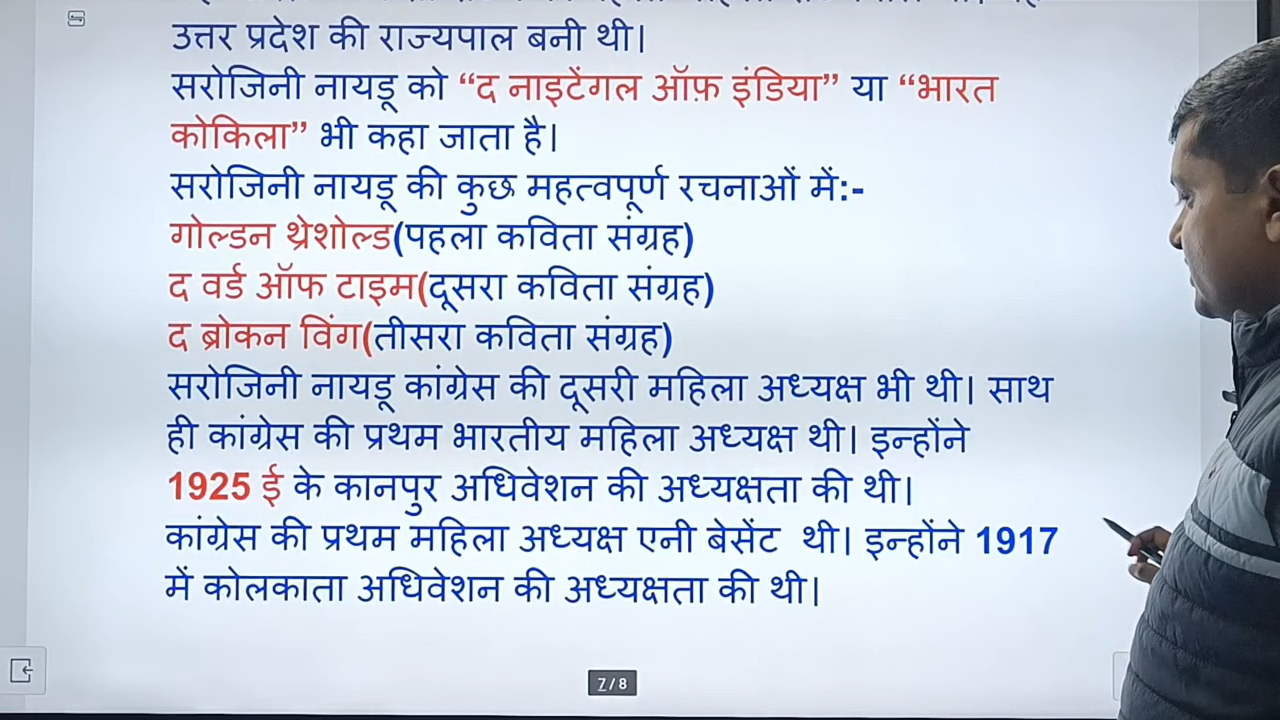 उत्तर प्रदेश की राज्यपाल बनी थी।
सरोजिनी नायडू को “द नाइटेंगल ऑफ़ इंडिया” या “भारत
कोकिला” भी कहा जाता है।
सरोजिनी नायडू की कुछ महत्वपूर्ण रचनाओं में:-
गोल्डन थ्रेशोल्ड(पहला कविता संग्रह)
द वर्ड ऑफ टाइम(दूसरा कविता संग्रह)
द ब्रोकन विंग(तीसरा कविता संग्रह)
सरोजिनी नायडू कांग्रेस की दूसरी महिला अध्यक्ष भी थी। साथ
ही कांग्रेस की प्रथम भारतीय महिला अध्यक्ष थी। इन्होंने
1925 ई के कानपुर अधिवेशन की अध्यक्षता की थी।
कांग्रेस की प्रथम महिला अध्यक्ष एनी बेसेंट थी। इन्होंने 1917
में कोलकाता अधिवेशन की अध्यक्षता की थी।
7/8